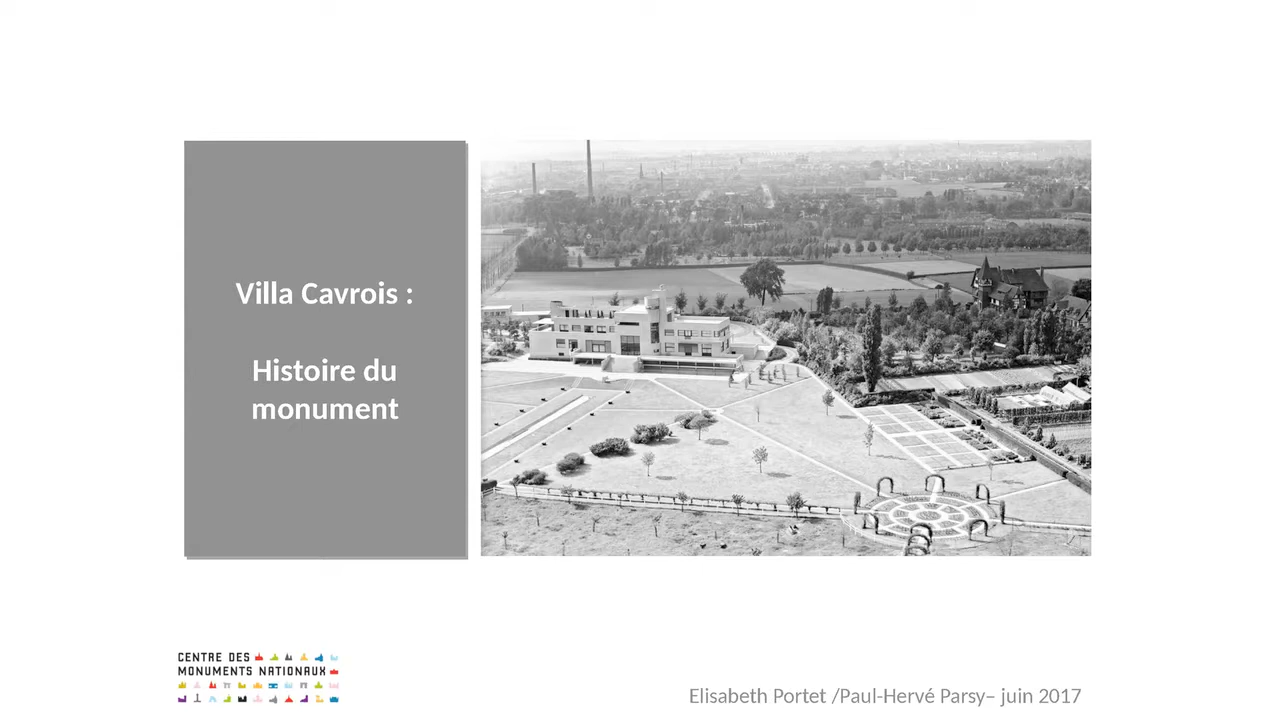 Villa Cavrois :
Histoire du
monument
CENTRE DES
MONUMENTS NATIONAUX
Elisabeth Portet /Paul-Hervé Parsy– juin 2017